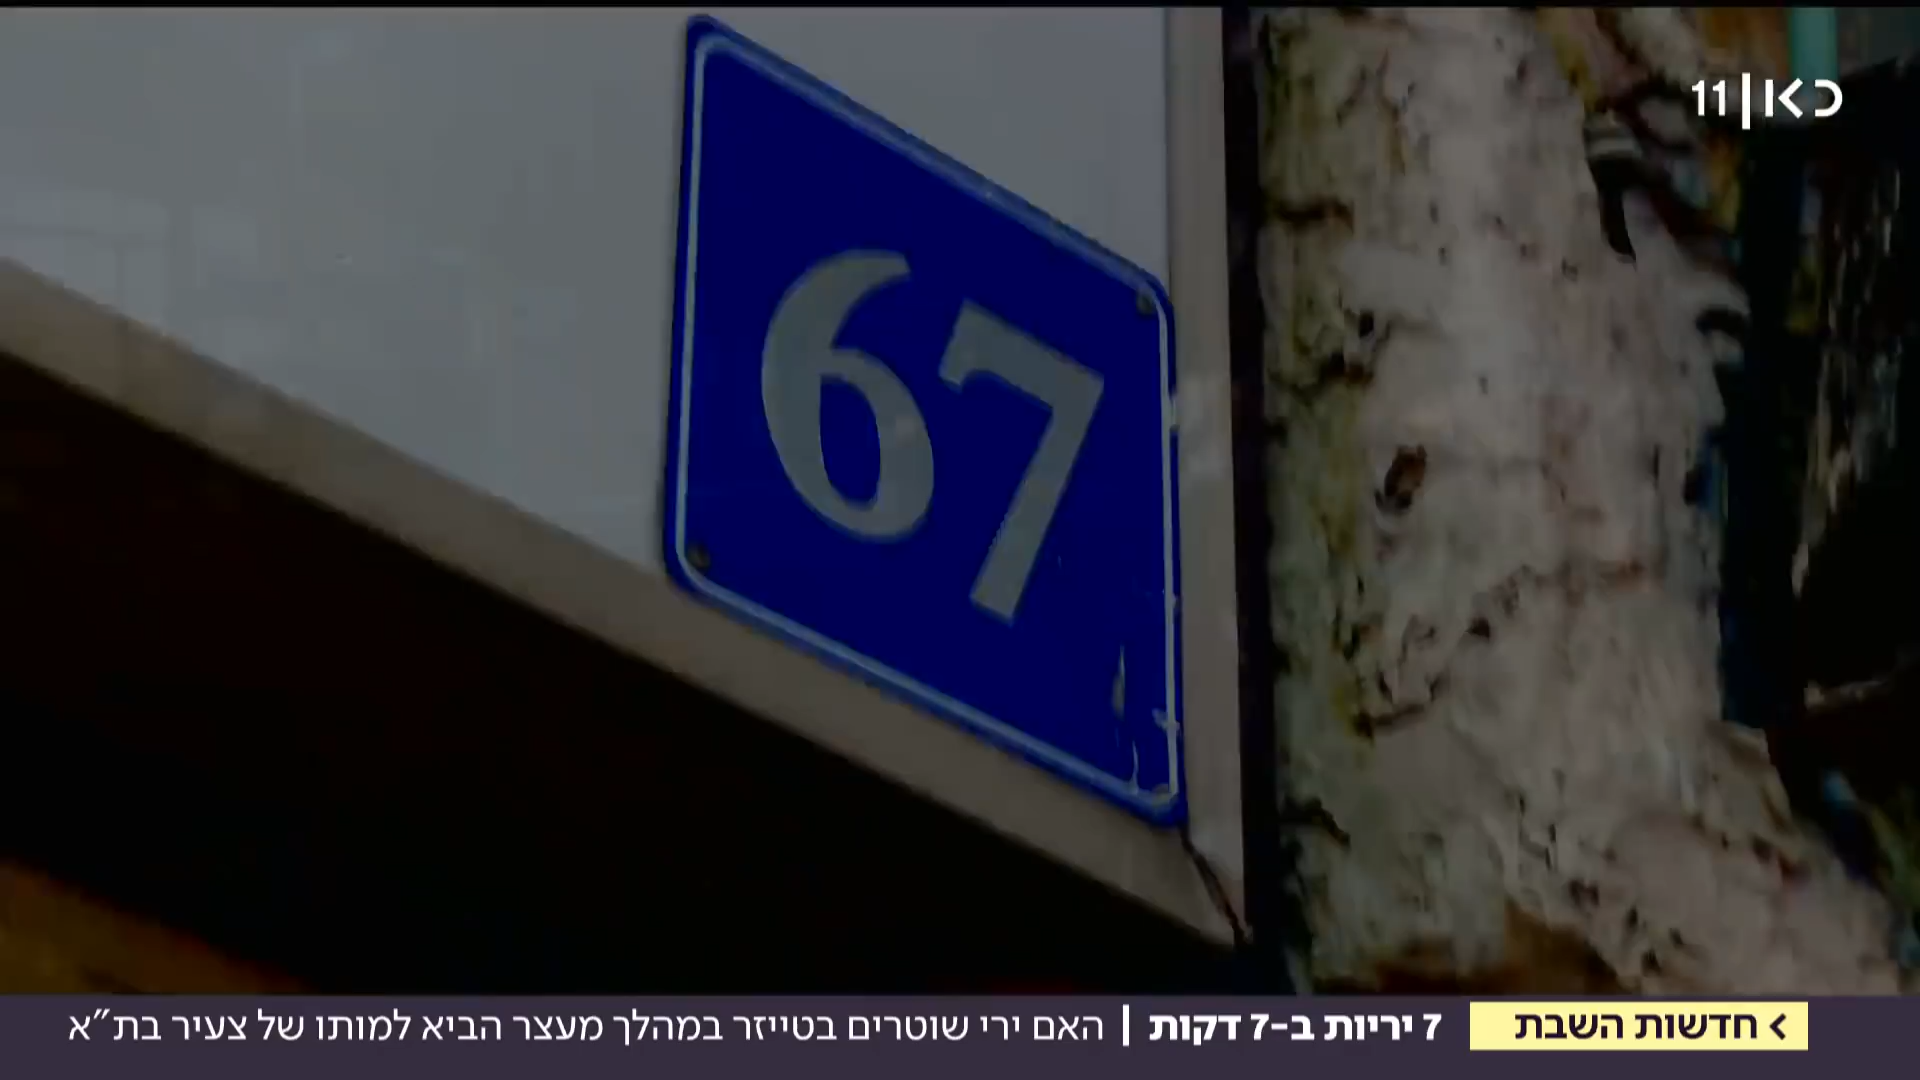 כאן 11
67
חדשות השבת
7 יריות ב-7 דקות | האם ירי שוטרים בטייזר במהלך מעצר הביא למותו של צעיר בת״א